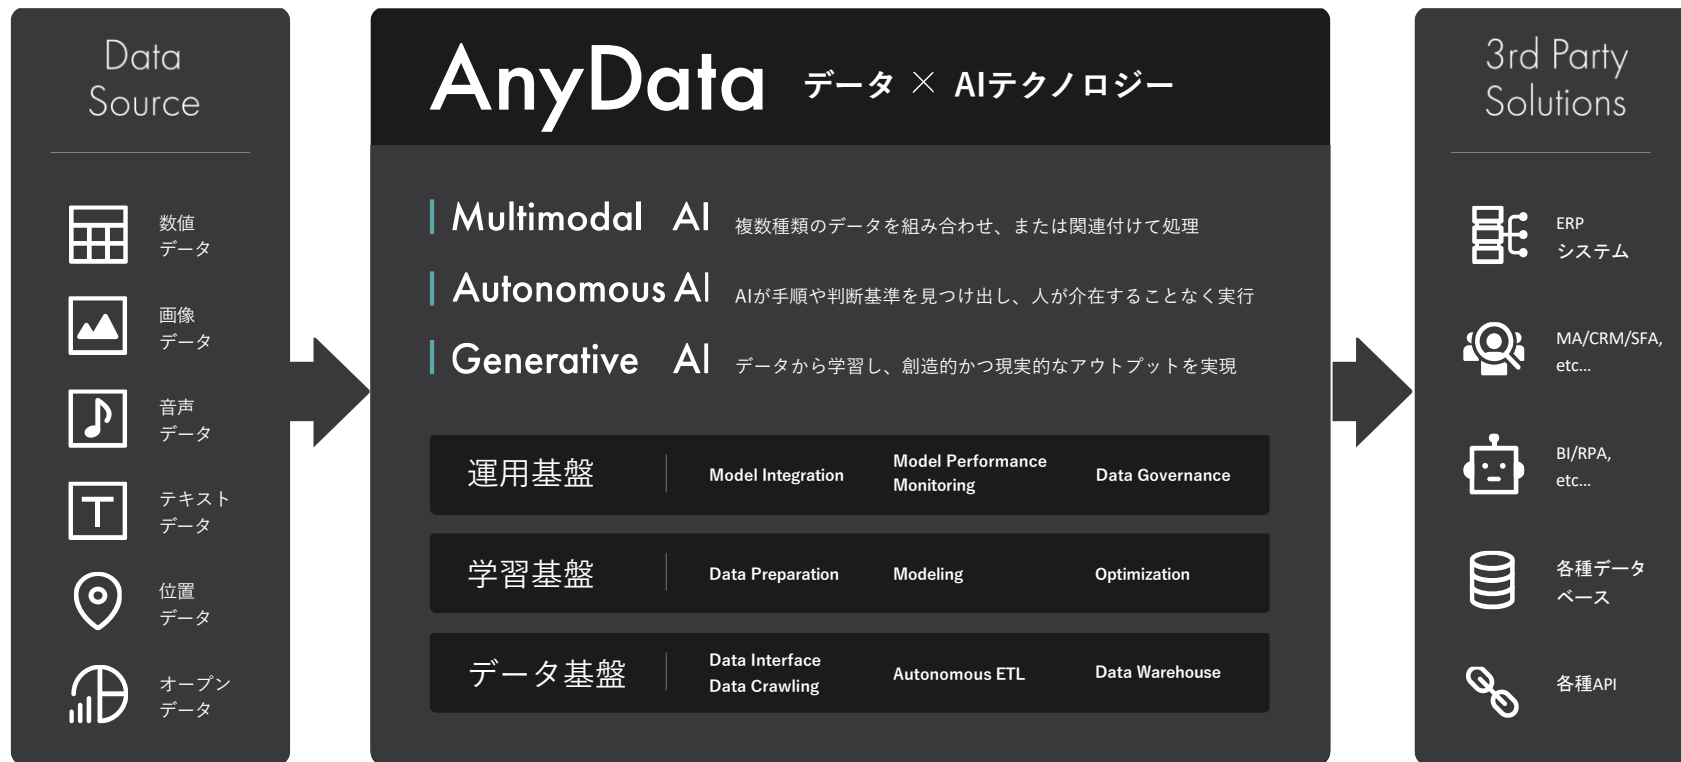 Data
Source
数値
データ
画像
データ
音声
データ
テキスト
データ
位置
データ
オープン
データ
AnyData データ × AIテクノロジー
Multimodal AI 複数種類のデータを組み合わせ、または関連付けて処理
Autonomous AI AIが手順や判断基準を見つけ出し、人が介在することなく実行
Generative AI データから学習し、創造的かつ現実的なアウトプットを実現
運用基盤
Model Integration
Model Performance
Monitoring
Data Governance
学習基盤
Data Preparation
Modeling
Optimization
データ基盤
Data Interface
Data Crawling
Autonomous ETL
Data Warehouse
3rd Party
Solutions
ERP
システム
MA/CRM/SFA,
etc...
BI/RPA,
etc...
各種データ
ベース
各種API